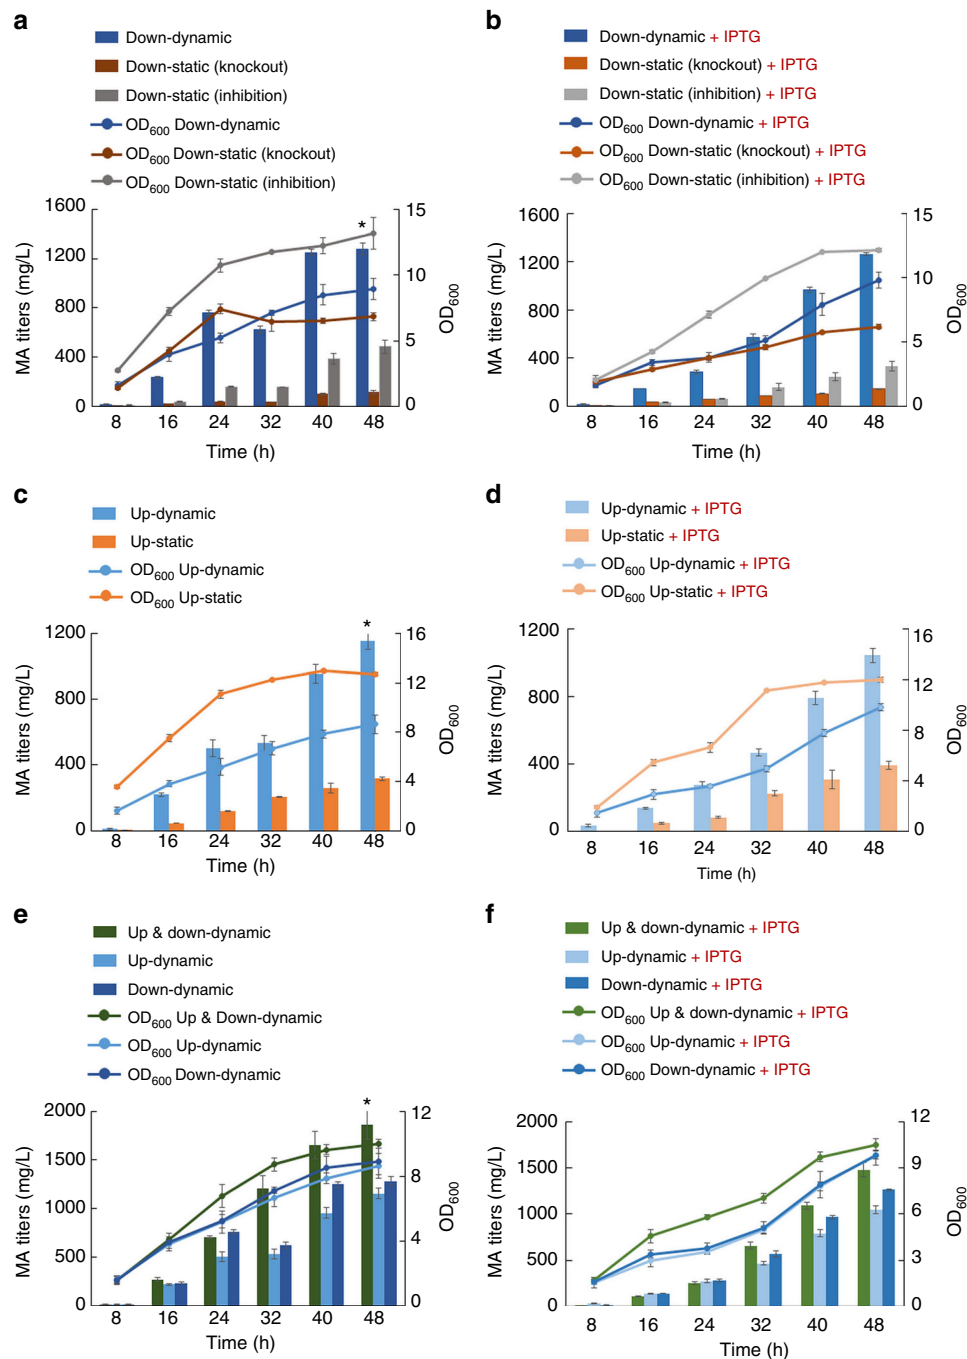 a
Down-dynamic
Down-static (knockout)
Down-static (inhibition)
OD600 Down-dynamic
OD600 Down-static (knockout)
OD600 Down-static (inhibition)
1600
1200
800
400
0
MA titers (mg/L)
15
10
5
0
OD600
*
8 16 24 32 40 48
Time (h)
b
Down-dynamic + IPTG
Down-static (knockout) + IPTG
Down-static (inhibition) + IPTG
OD600 Down-dynamic + IPTG
OD600 Down-static (knockout) + IPTG
OD600 Down-static (inhibition) + IPTG
1600
1200
800
400
0
MA titers (mg/L)
15
10
5
0
OD600
8 16 24 32 40 48
Time (h)
c
Up-dynamic
Up-static
OD600 Up-dynamic
OD600 Up-static
1200
800
400
0
MA titers (mg/L)
16
12
8
4
0
OD600
*
8 16 24 32 40 48
Time (h)
d
Up-dynamic + IPTG
Up-static + IPTG
OD600 Up-dynamic + IPTG
OD600 Up-static + IPTG
1200
800
400
0
MA titers (mg/L)
16
12
8
4
0
OD600
8 16 24 32 40 48
Time (h)
e
Up & down-dynamic
Up-dynamic
Down-dynamic
OD600 Up & Down-dynamic
OD600 Up-dynamic
OD600 Down-dynamic
2000
1500
1000
500
0
MA titers (mg/L)
12
8
4
0
OD600
*
8 16 24 32 40 48
Time (h)
f
Up & down-dynamic + IPTG
Up-dynamic + IPTG
Down-dynamic + IPTG
OD600 Up & down-dynamic + IPTG
OD600 Up-dynamic + IPTG
OD600 Down-dynamic + IPTG
2000
1500
1000
500
0
MA titers (mg/L)
12
9
6
3
0
OD600
8 16 24 32 40 48
Time (h)